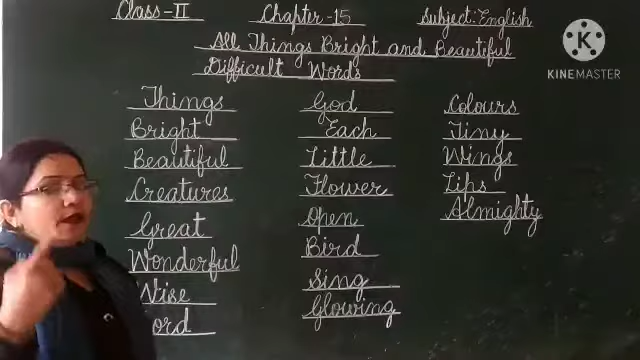 Class-II Chapter-15 Subject: English
All Things Bright and Beautiful
Difficult Words
Things
Bright
Beautiful
Creatures
Great
Wonderful
Wise
ord
God
Each
Little
Flower
Open
Bird
Sing
Glowing
Colours
Tiny
Wings
Lips
Almighty
K
KINEMASTER